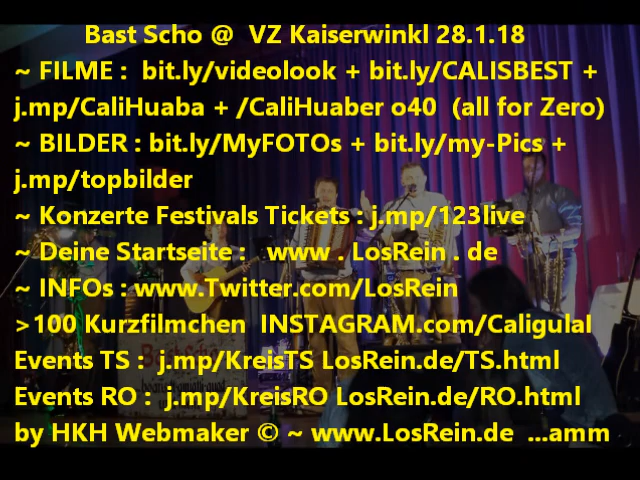 Bast Scho @ VZ Kaiserwinkl 28.1.18
~ FILME : bit.ly/videolook + bit.ly/CALISBEST +
j.mp/CaliHuaba + /CaliHuaber o40 (all for Zero)
~ BILDER : bit.ly/MyFOTOs + bit.ly/my-Pics +
j.mp/topbilder
~ Konzerte Festivals Tickets : j.mp/123live
~ Deine Startseite : www . LosRein . de
~ INFOs : www.Twitter.com/LosRein
>100 Kurzfilmchen INSTAGRAM.com/CaligulaI
Events TS : j.mp/KreisTS LosRein.de/TS.html
Events RO : j.mp/KreisRO LosRein.de/RO.html
by HKH Webmaker © ~ www.LosRein.de ...amm